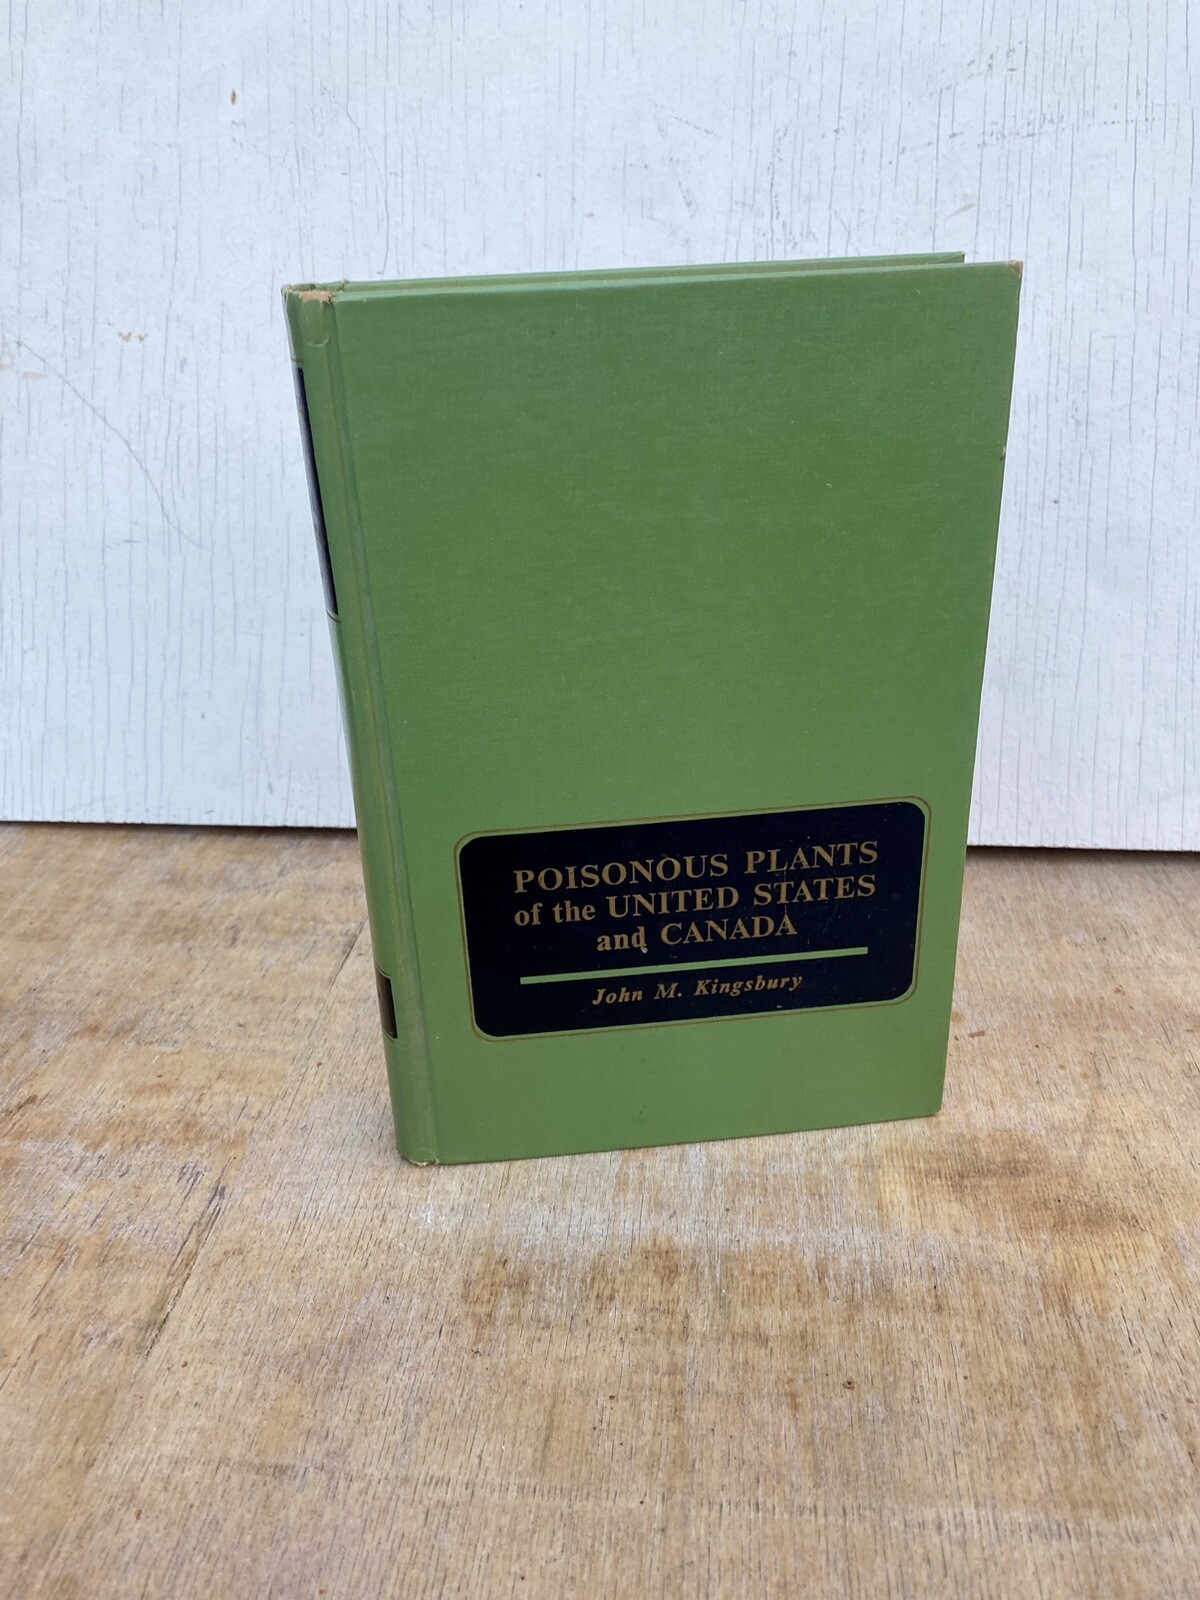 POISONOUS PLANTS
of the UNITED STATES
and CANADA
John M. Kingsbury